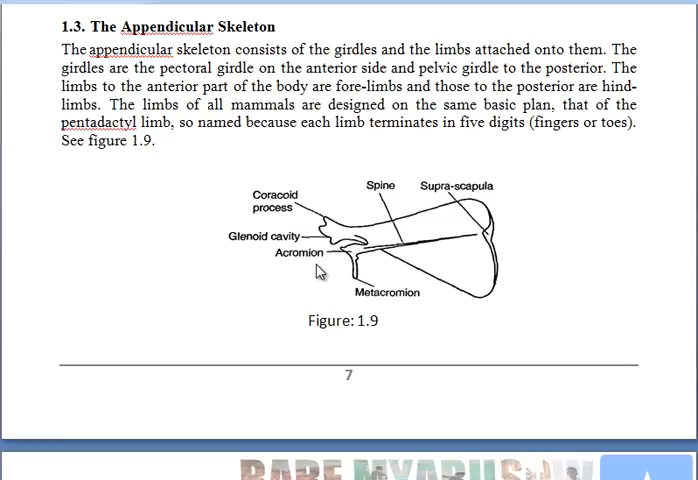 1.3. The Appendicular Skeleton
The appendicular skeleton consists of the girdles and the limbs attached onto them. The
girdles are the pectoral girdle on the anterior side and pelvic girdle to the posterior. The
limbs to the anterior part of the body are fore-limbs and those to the posterior are hind-
limbs. The limbs of all mammals are designed on the same basic plan, that of the
pentadactyl limb, so named because each limb terminates in five digits (fingers or toes).
See figure 1.9.
Spine
Supra-scapula
Coracoid
process
Glenoid cavity
Acromion
Metacromion
Figure: 1.9
7